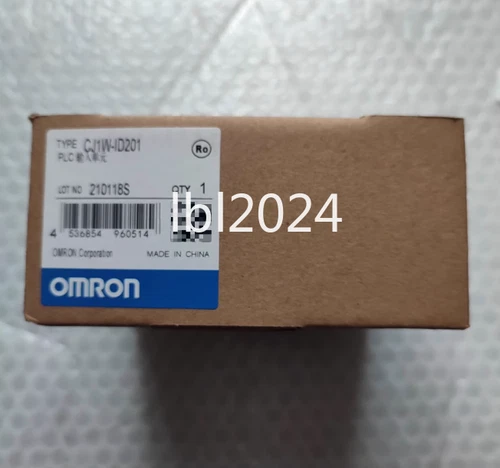 TYPE CJ1W-ID201
PLC 输入单元
Ro
LOT NO 210118S QTY 1
lbl2024
4 536854 960514
OMRON Corporation MADE IN CHINA
OMRON